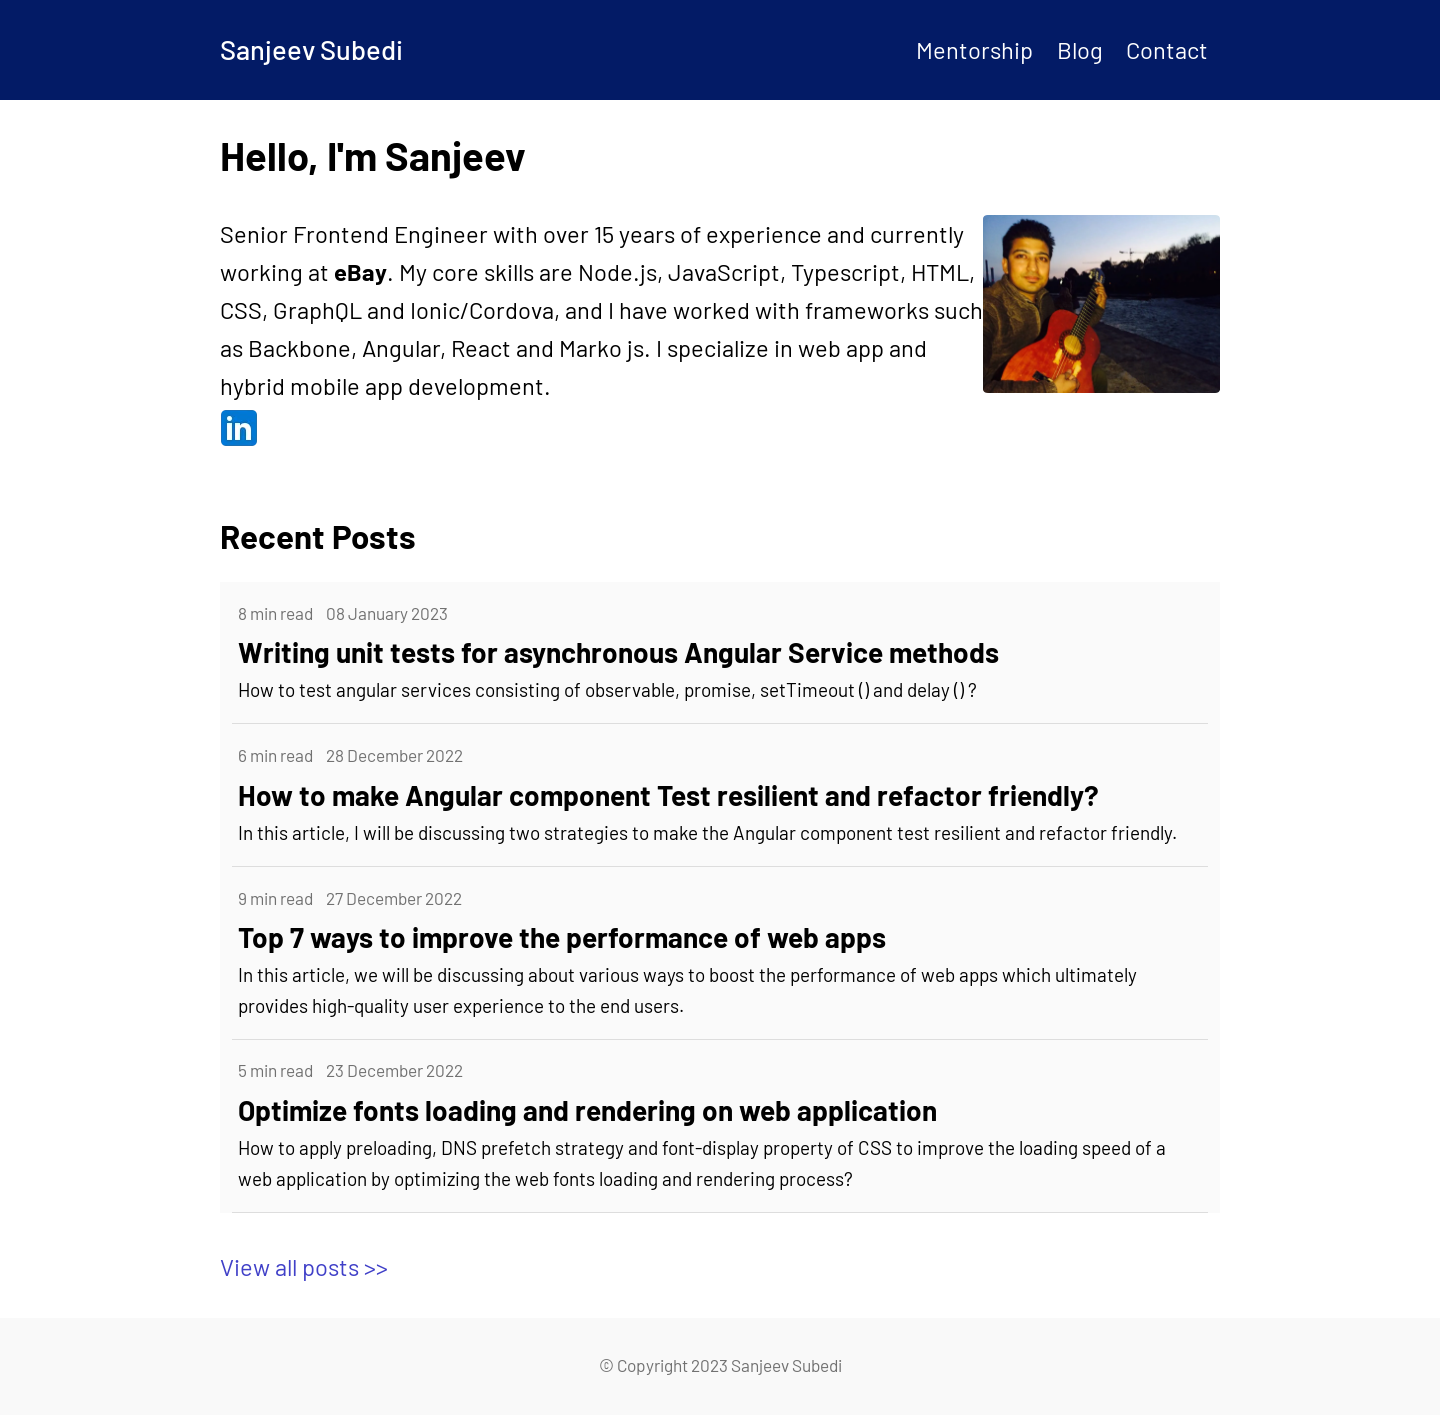 Sanjeev Subedi
Mentorship Blog Contact
Hello, I'm Sanjeev
Senior Frontend Engineer with over 15 years of experience and currently
working at eBay. My core skills are Node.js, JavaScript, Typescript, HTML,
CSS, GraphQL and Ionic/Cordova, and I have worked with frameworks such
as Backbone, Angular, React and Marko js. I specialize in web app and
hybrid mobile app development.
in
Recent Posts
8 min read 08 January 2023
Writing unit tests for asynchronous Angular Service methods
How to test angular services consisting of observable, promise, setTimeout () and delay () ?
6 min read 28 December 2022
How to make Angular component Test resilient and refactor friendly?
In this article, I will be discussing two strategies to make the Angular component test resilient and refactor friendly.
9 min read 27 December 2022
Top 7 ways to improve the performance of web apps
In this article, we will be discussing about various ways to boost the performance of web apps which ultimately
provides high-quality user experience to the end users.
5 min read 23 December 2022
Optimize fonts loading and rendering on web application
How to apply preloading, DNS prefetch strategy and font-display property of CSS to improve the loading speed of a
web application by optimizing the web fonts loading and rendering process?
View all posts >>
© Copyright 2023 Sanjeev Subedi